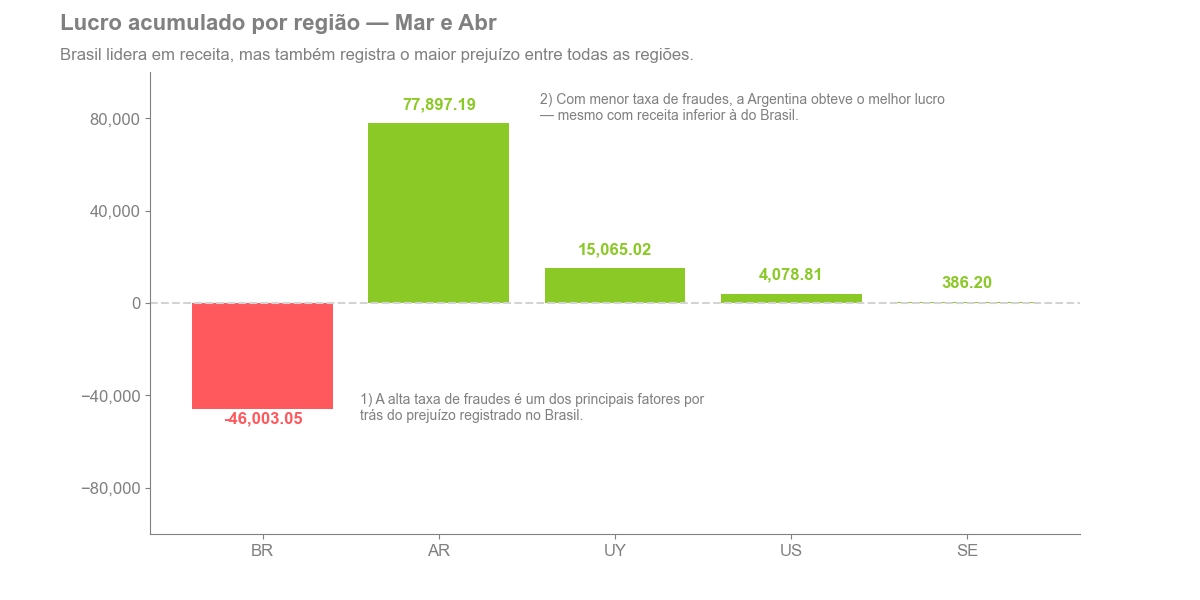 Lucro acumulado por região — Mar e Abr
Brasil lidera em receita, mas também registra o maior prejuízo entre todas as regiões.
77,897.19
2) Com menor taxa de fraudes, a Argentina obteve o melhor lucro
— mesmo com receita inferior à do Brasil.
80,000
40,000
15,065.02
4,078.81
386.20
0
−40,000
1) A alta taxa de fraudes é um dos principais fatores por
trás do prejuízo registrado no Brasil.
-46,003.05
−80,000
BR AR UY US SE